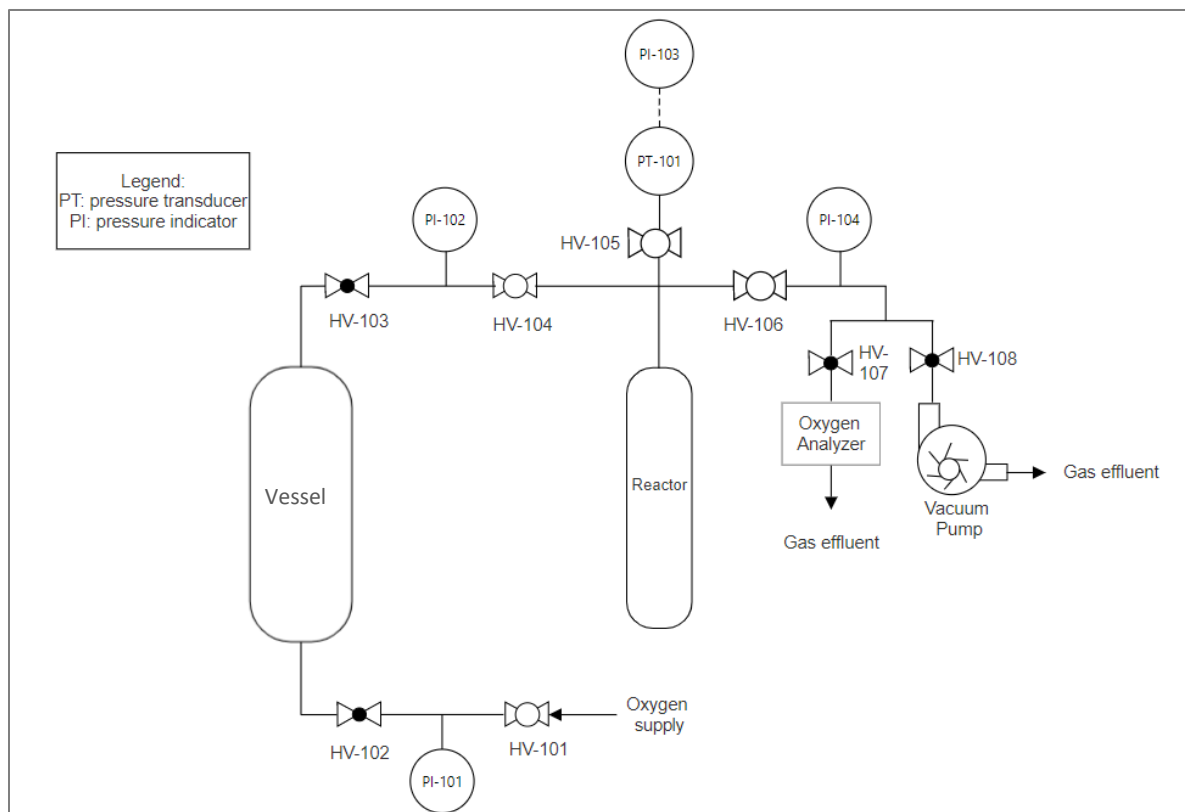 PI-103
Legend:
PT: pressure transducer
PI: pressure indicator
PT-101
PI-102
PI-104
HV-105
HV-103
HV-104
HV-106
HV-
107
HV-108
Oxygen
Analyzer
Vessel
Reactor
Gas effluent
Vacuum
Pump
Gas effluent
Oxygen
supply
HV-102
HV-101
PI-101